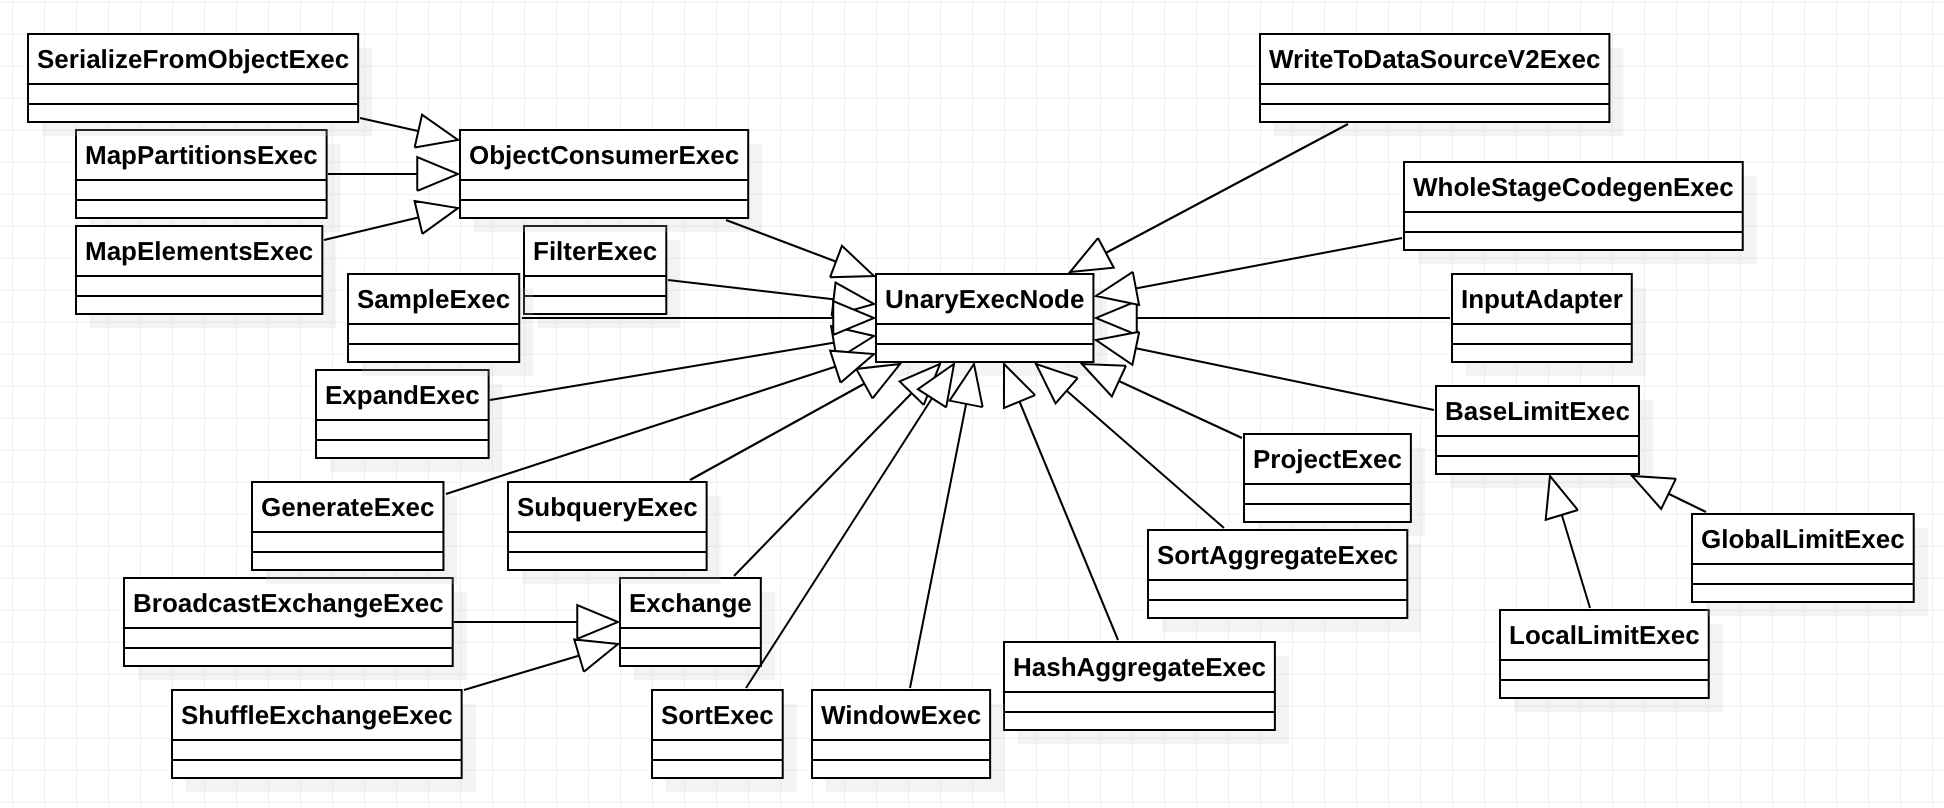 SerializeFromObjectExec
WriteToDataSourceV2Exec
MapPartitionsExec
ObjectConsumerExec
WholeStageCodegenExec
MapElementsExec
FilterExec
SampleExec
UnaryExecNode
InputAdapter
ExpandExec
BaseLimitExec
ProjectExec
GenerateExec
SubqueryExec
SortAggregateExec
GlobalLimitExec
BroadcastExchangeExec
Exchange
LocalLimitExec
HashAggregateExec
ShuffleExchangeExec
SortExec
WindowExec